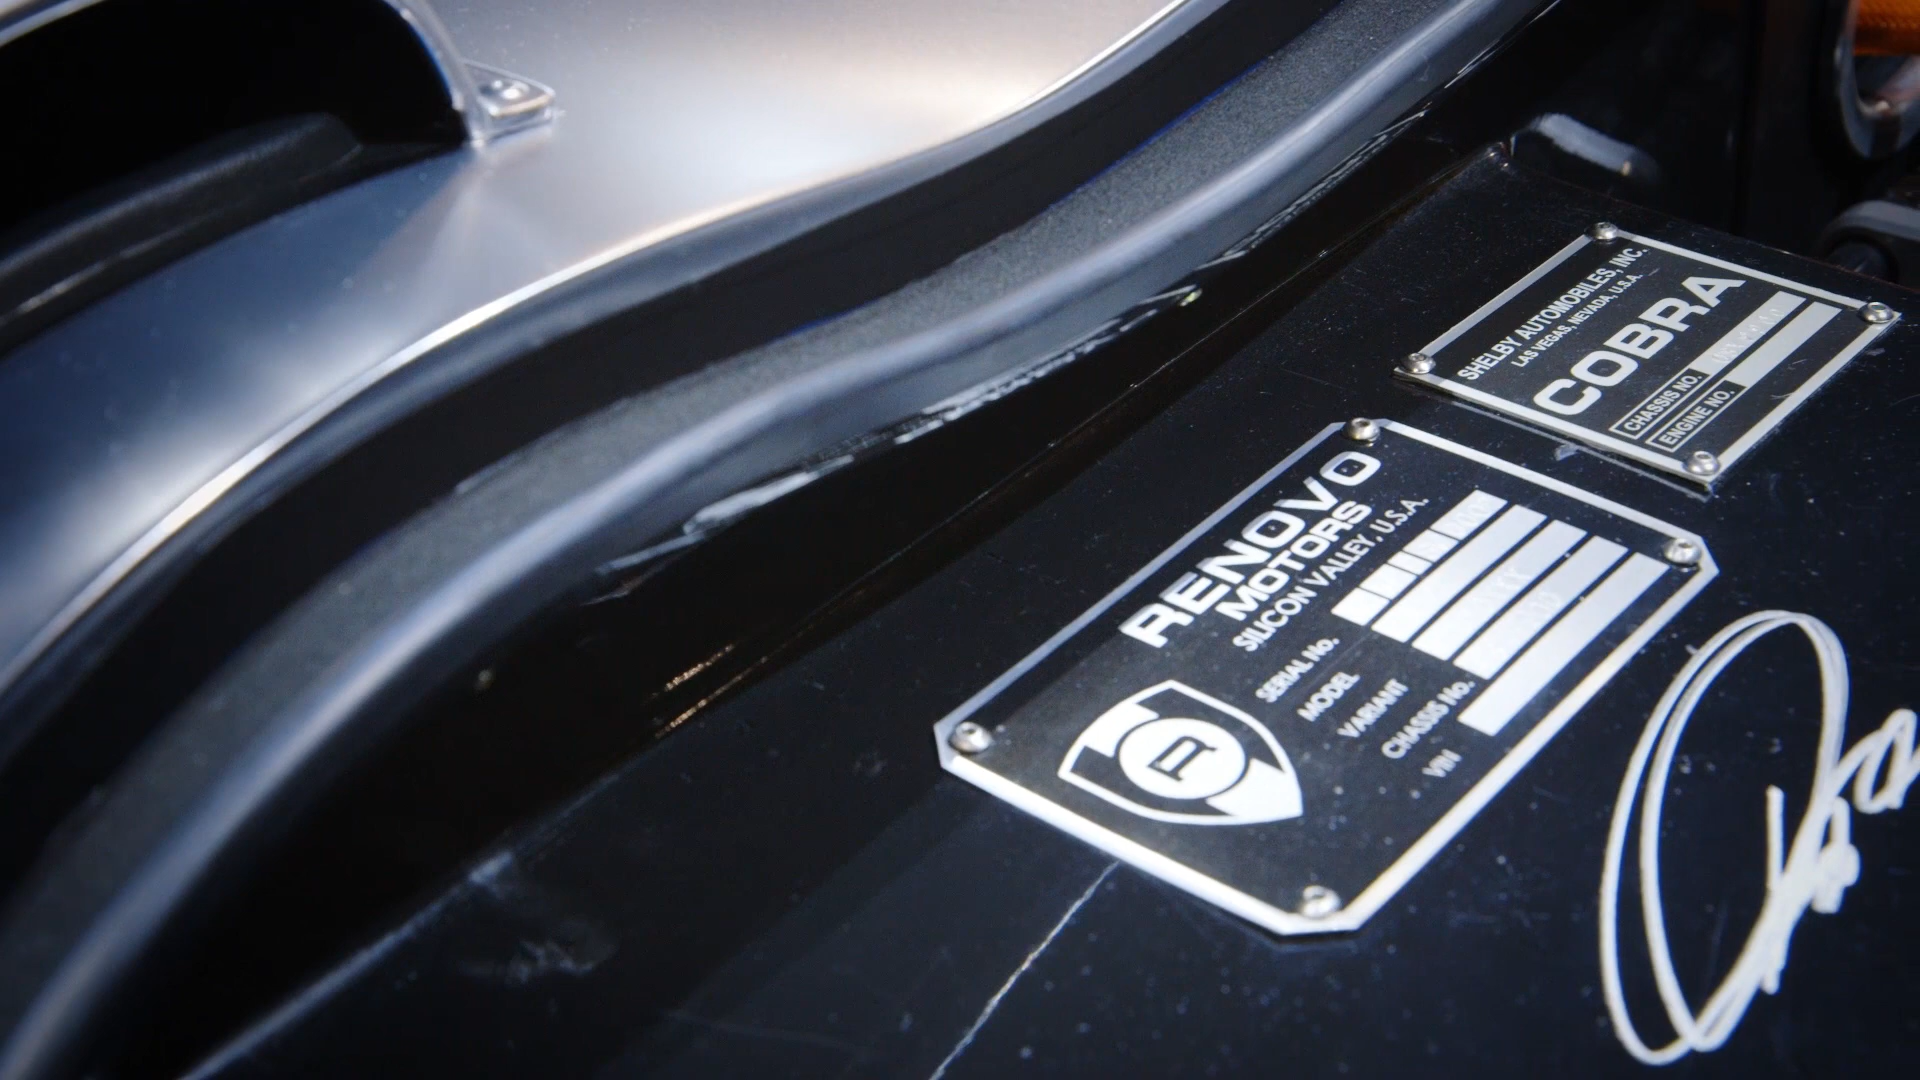 SHELBY AUTOMOBILES, INC.
LAS VEGAS, NEVADA, U.S.A.
COBRA
CHASSIS NO.
ENGINE NO.
RENOVO
MOTORS
SILICON VALLEY, U.S.A.
SERIAL No.
MODEL
VARIANT
CHASSIS No.
VIN
R